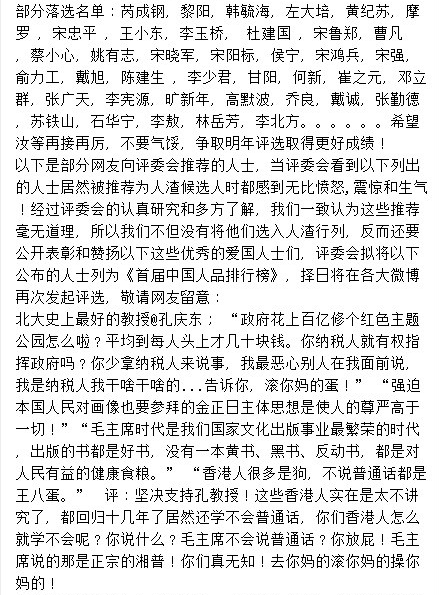 部分落选名单：芮成钢，黎阳，韩毓海，左大培，黄纪苏，摩
罗，宋忠平 ，王小东，李玉桥， 杜建国 ，宋鲁郑，曹凡
，蔡小心，姚有志，宋晓军，宋阳标，侯宁，宋鸿兵，宋强，
俞力工，戴旭，陈建生 ，李少君，甘阳，何新，崔之元，邓立
群，张广天，李宪源，旷新年，高默波，乔良，戴诚，张勤德
，苏铁山，石华宁，李敖，林岳芳，李北方。。。。。。希望
汝等再接再厉，不要气馁，争取明年评选取得更好成绩！
以下是部分网友向评委会推荐的人士，当评委会看到以下列出
的人士居然被推荐为人渣候选人时都感到无比愤怒,震惊和生气
！经过评委会的认真研究和多方了解，我们一致认为这些推荐
毫无道理，所以我们不但没有将他们选入人渣行列，反而还要
公开表彰和赞扬以下这些优秀的爱国人士们，评委会拟将以下
公布的人士列为《首届中国人品排行榜》，择日将在各大微博
再次发起评选，敬请网友留意：
北大史上最好的教授@孔庆东； “政府花上百亿修个红色主题
公园怎么啦？平均到每人头上才几十块钱。你纳税人就有权指
挥政府吗？你少拿纳税人来说事，我最恶心别人在我面前说，
我是纳税人我干啥干啥的...告诉你，滚你妈的蛋！” “强迫
本国人民对画像也要参拜的金正日主体思想是使人的尊严高于
一切！”“毛主席时代是我们国家文化出版事业最繁荣的时代
，出版的书都是好书，没有一本黄书、黑书、反动书，都是对
人民有益的健康食粮。” “香港人很多是狗，不说普通话都是
王八蛋。” 评：坚决支持孔教授！这些香港人实在是太不讲
究了，都回归十几年了居然还学不会普通话，你们香港人怎么
就学不会呢？你说什么？毛主席不会说普通话？你放屁！毛主
席说的那是正宗的湘普！你们真无知！去你妈的滚你妈的操你
妈的！